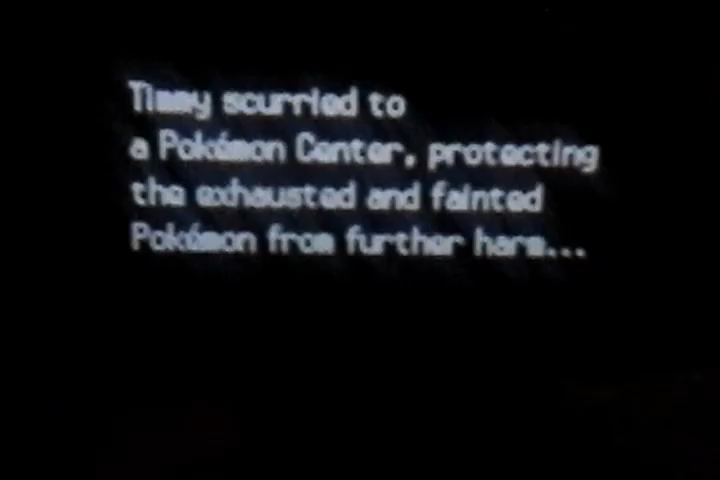 Timmy scurried to
a Pokémon Center, protecting
the exhausted and fainted
Pokémon from further harm...